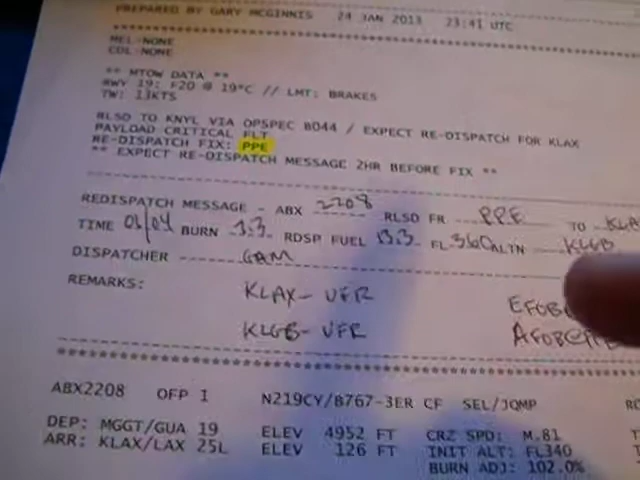 PREPARED BY GARY MCGINNIS 24 JAN 2013 23:41 UTC
MEL-NONE
CDL-NONE
** MTOW DATA **
RWY 19: F20 @ 19°C // LMT: BRAKES
TW: 13KTS
RLSD TO KNYL VIA OPSPEC B044 / EXPECT RE-DISPATCH FOR KLAX
PAYLOAD CRITICAL FLT
RE-DISPATCH FIX: PPE
** EXPECT RE-DISPATCH MESSAGE 2HR BEFORE FIX **
REDISPATCH MESSAGE - ABX 2208 RLSD FR PPE TO
TIME 01/04 BURN 3.3 RDSP FUEL 13.3 FL 360 ALTN KLGB
DISPATCHER GAM
REMARKS:
KLAX- VFR
KLGB- VFR
ABX2208 OFP 1 N219CY/B767-3ER CF SEL/JQMP
DEP: MGGT/GUA 19 ELEV 4952 FT CRZ SPD: M.81
ARR: KLAX/LAX 25L ELEV 126 FT INIT ALT: FL340
BURN ADJ: 102.0%